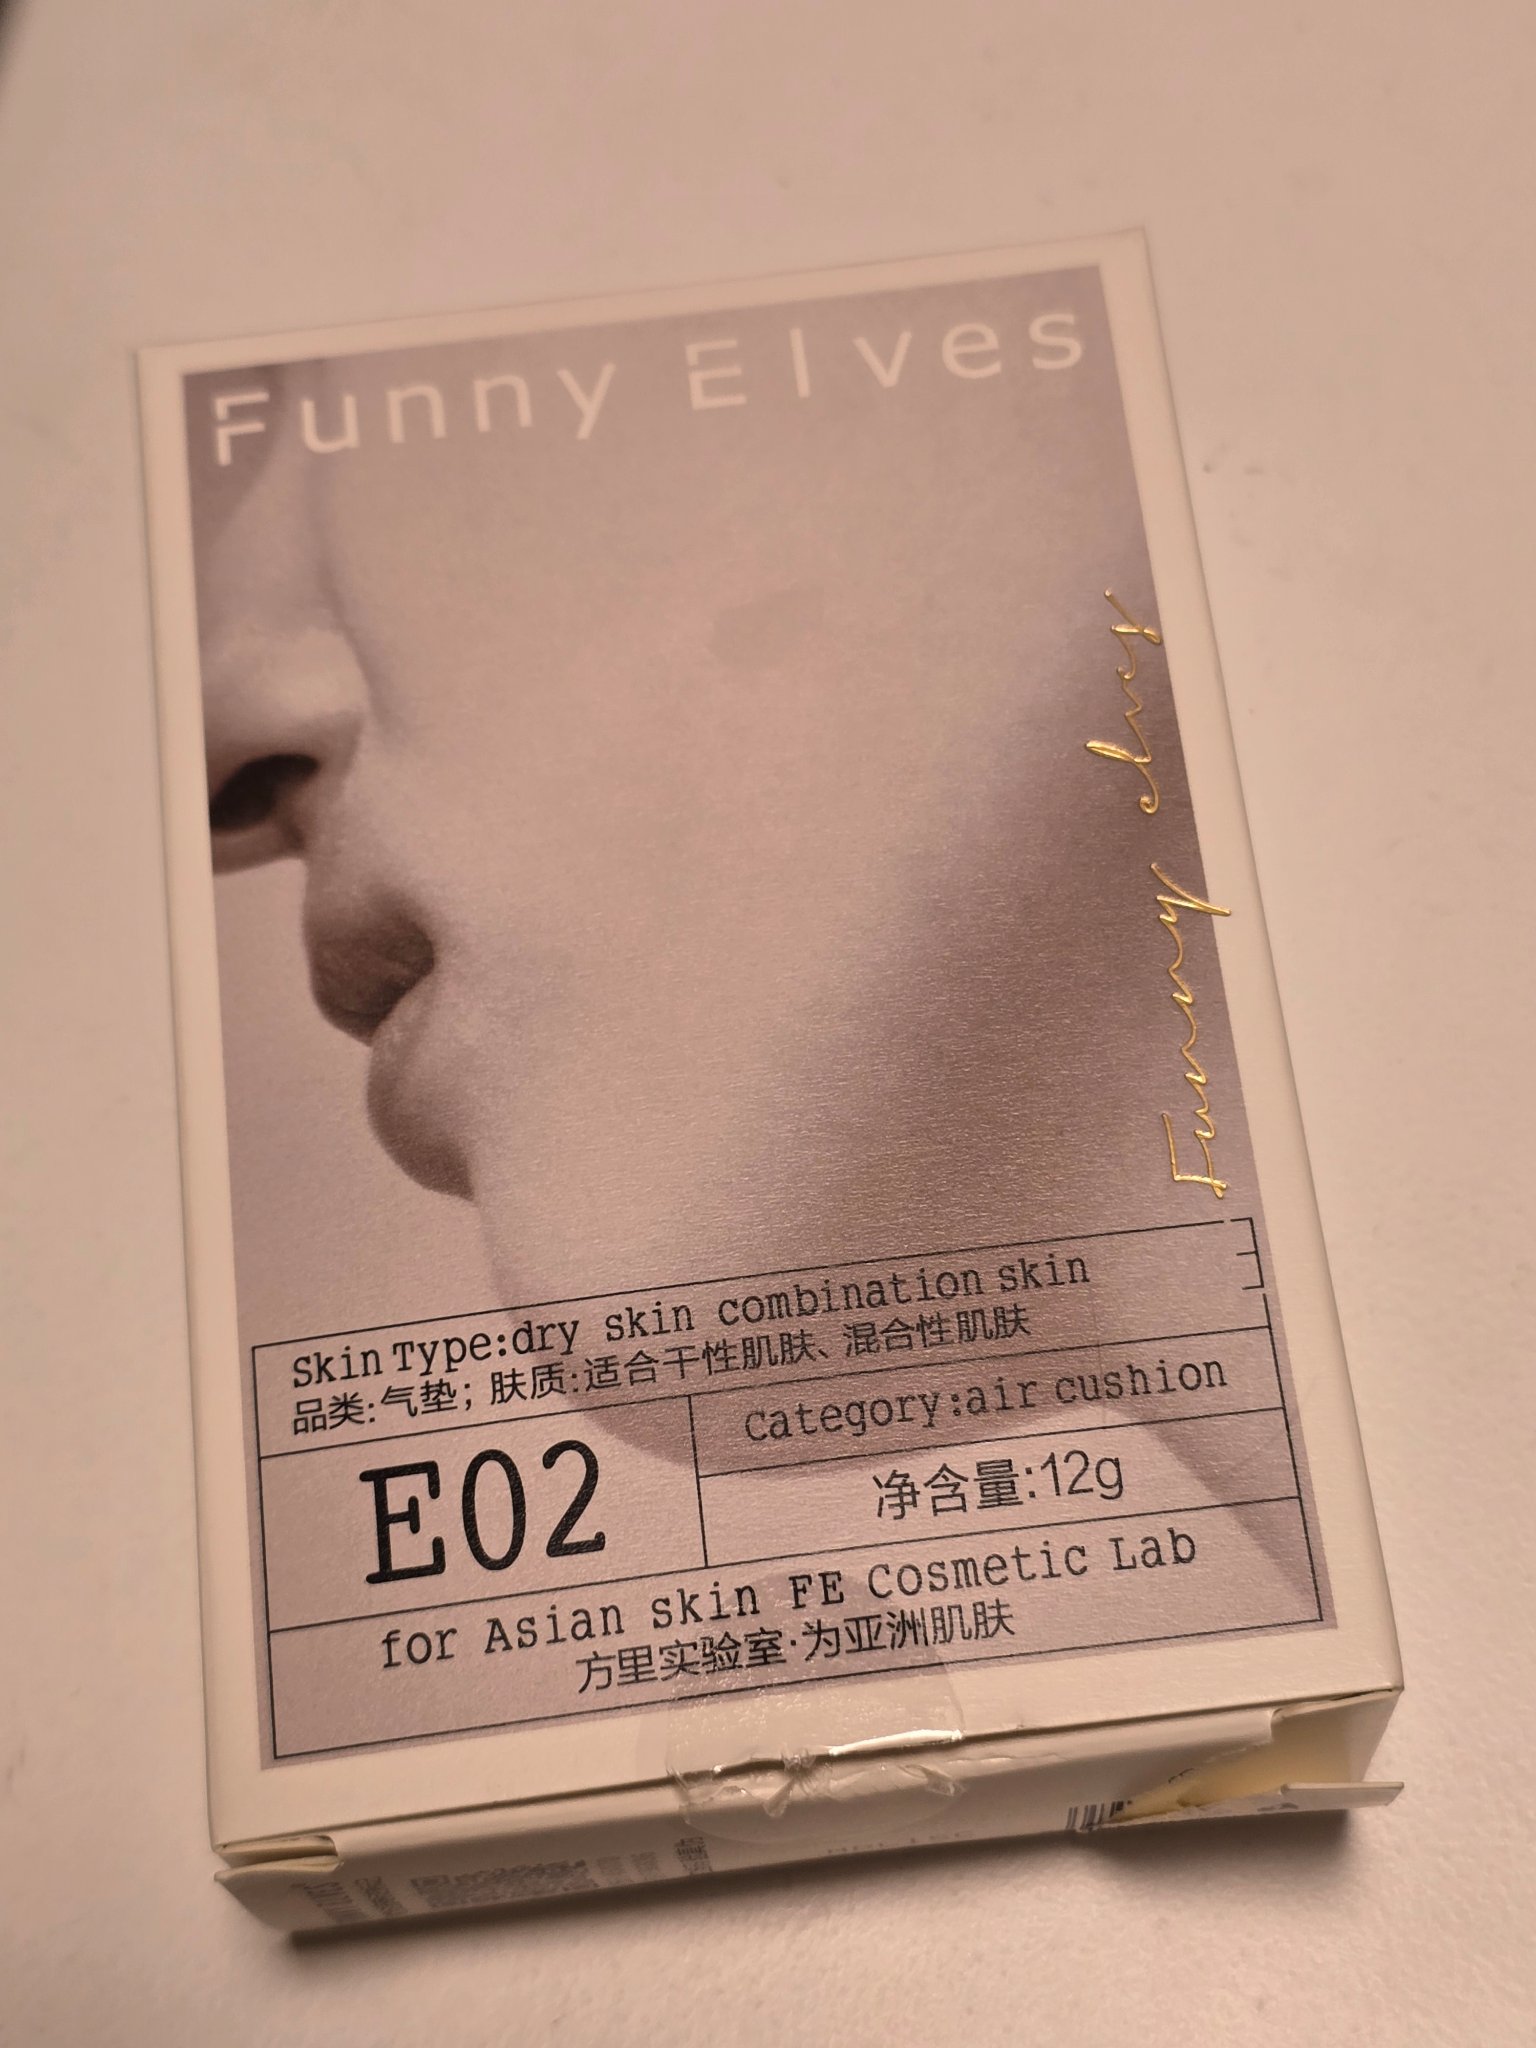 Funny Elves
Funny elves
Skin Type:dry skin combination skin
品类:气垫；肤质:适合干性肌肤、混合性肌肤
E02
Category:air cushion
净含量:12g
for Asian skin FE Cosmetic Lab
方里实验室·为亚洲肌肤